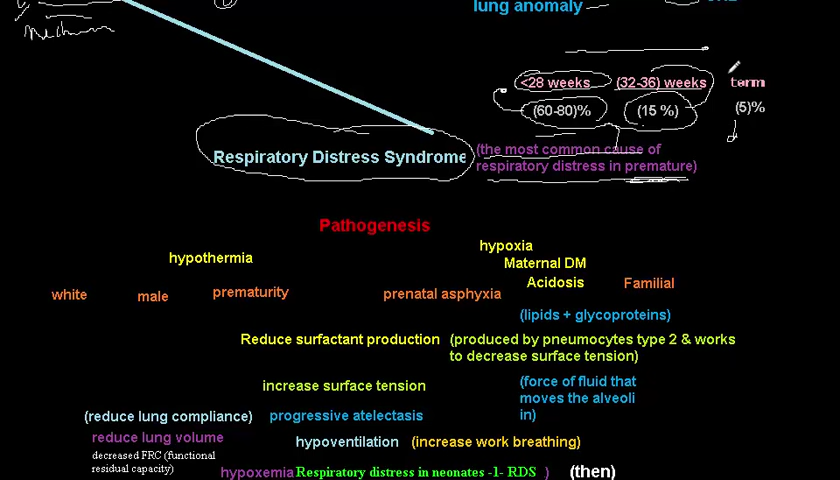 lung anomaly
<28 weeks (32-36) weeks term
(60-80)% (15 %) (5)%
Respiratory Distress Syndrome
(the most common cause of
respiratory distress in premature)
Pathogenesis
hypothermia
hypoxia
Maternal DM
Acidosis
Familial
white male prematurity prenatal asphyxia
(lipids + glycoproteins)
Reduce surfactant production
(produced by pneumocytes type 2 & works
to decrease surface tension)
increase surface tension
(force of fluid that
moves the alveoli
in)
(reduce lung compliance) progressive atelectasis
reduce lung volume
hypoventilation (increase work breathing)
decreased FRC (functional
residual capacity)
hypoxemia Respiratory distress in neonates -1- RDS ) (then)